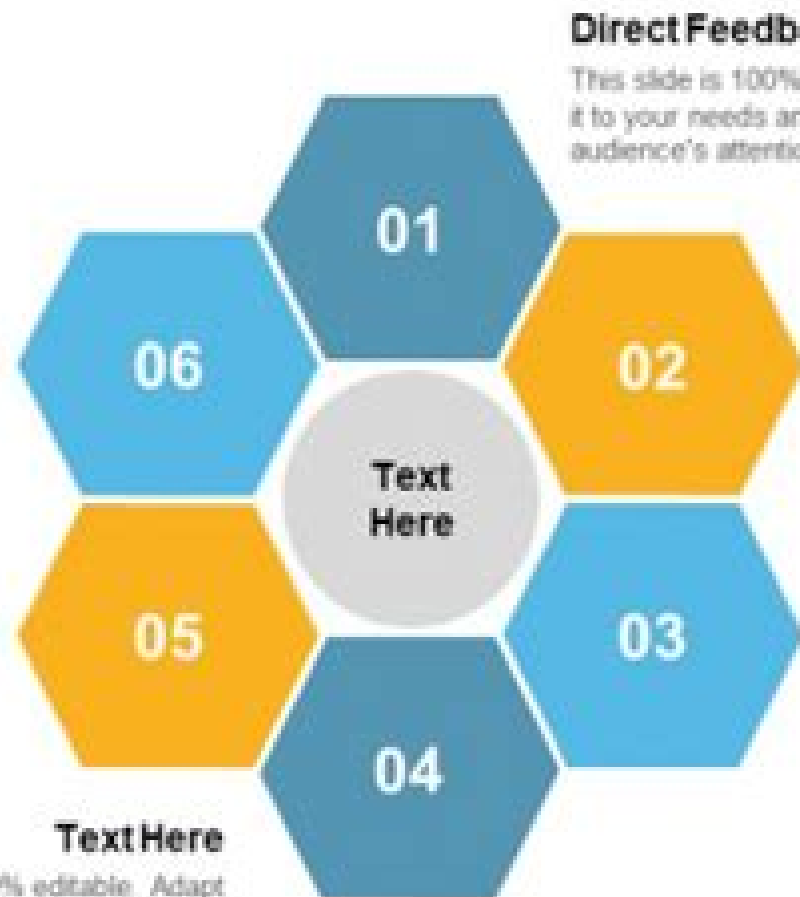 Direct Feedb
This slide is 100%
it to your needs an
audience's attentio
01
06
02
Text
Here
05
03
04
Text Here
% editable. Adapt